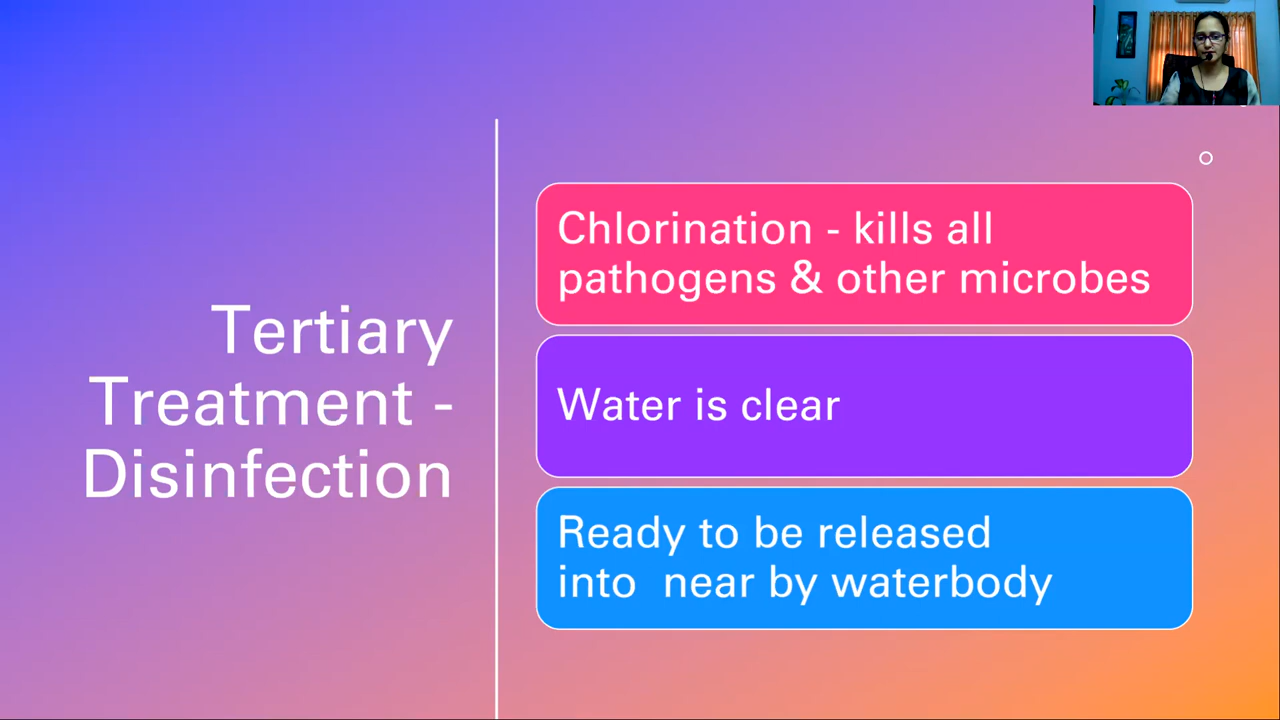 Tertiary
Treatment -
Disinfection
Chlorination - kills all
pathogens & other microbes
Water is clear
Ready to be released
into  near by waterbody